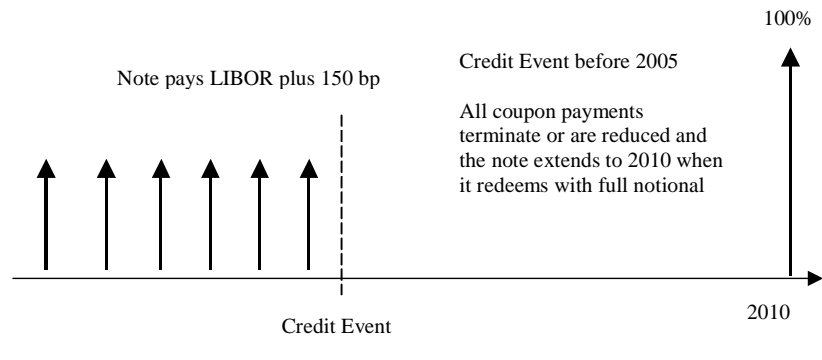 100%
Note pays LIBOR plus 150 bp
Credit Event before 2005
All coupon payments
terminate or are reduced and
the note extends to 2010 when
it redeems with full notional
2010
Credit Event